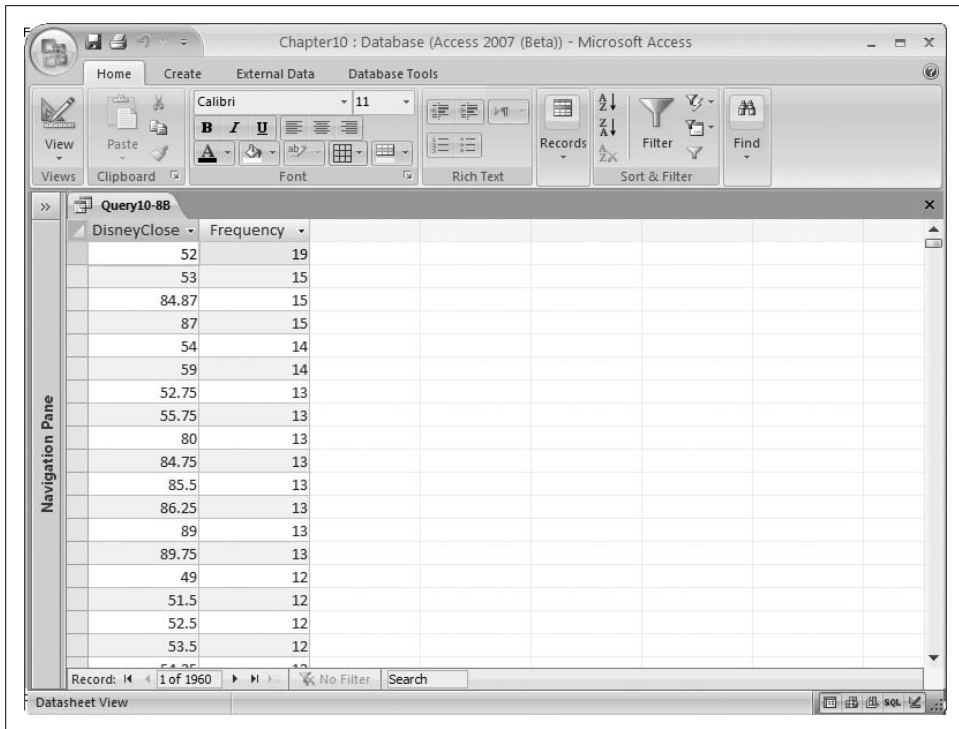 Chapter10 : Database (Access 2007 (Beta)) - Microsoft Access
Home Create External Data Database Tools
Calibri 11
View Paste B I U Records Filter Find
A ab
Views Clipboard Font Rich Text Sort & Filter
Query10-8B
DisneyClose Frequency
52 19
53 15
84.87 15
87 15
54 14
59 14
52.75 13
55.75 13
80 13
84.75 13
85.5 13
86.25 13
89 13
89.75 13
49 12
51.5 12
52.5 12
53.5 12
Navigation Pane
Record: 1 of 1960 No Filter Search
Datasheet View SQL